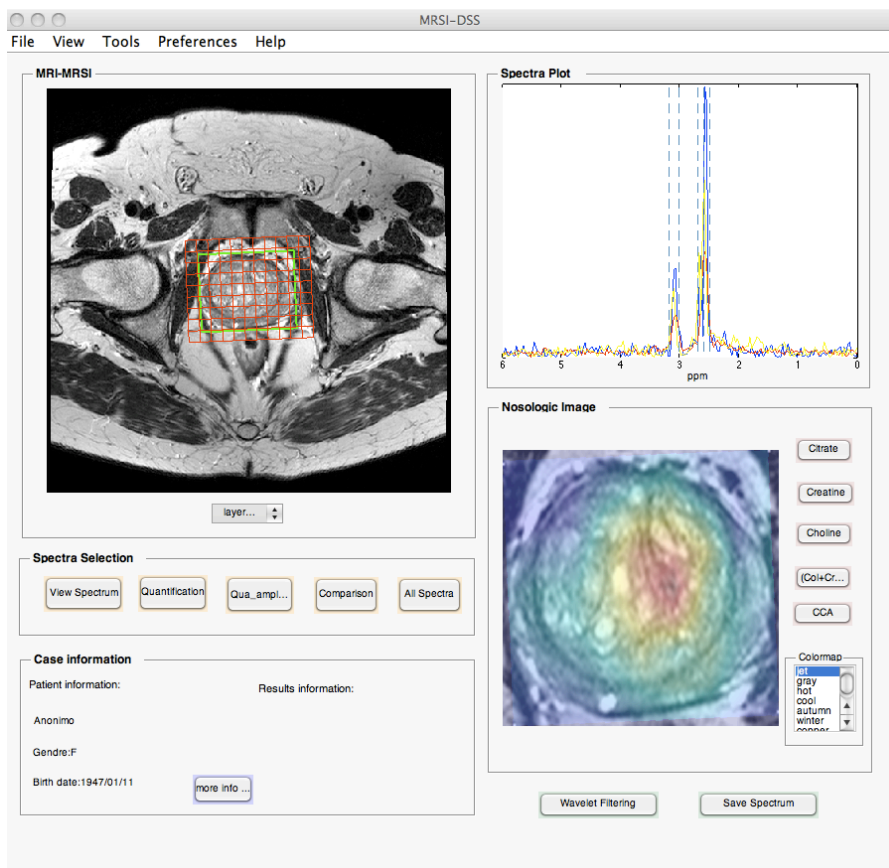 MRSI-DSS
File View Tools Preferences Help
MRI-MRSI
layer...
Spectra Selection
View Spectrum
Quantification
Qua_ampl...
Comparison
All Spectra
Case information
Patient information:
Results information:
Anonimo
Gendre:F
Birth date:1947/01/11
more info ...
Spectra Plot
6 5 4 3 2 1 0
ppm
Nosologic Image
Citrate
Creatine
Choline
(Col+Cr...
CCA
Colormap
jet
gray
hot
cool
autumn
winter
copper
Wavelet Filtering
Save Spectrum